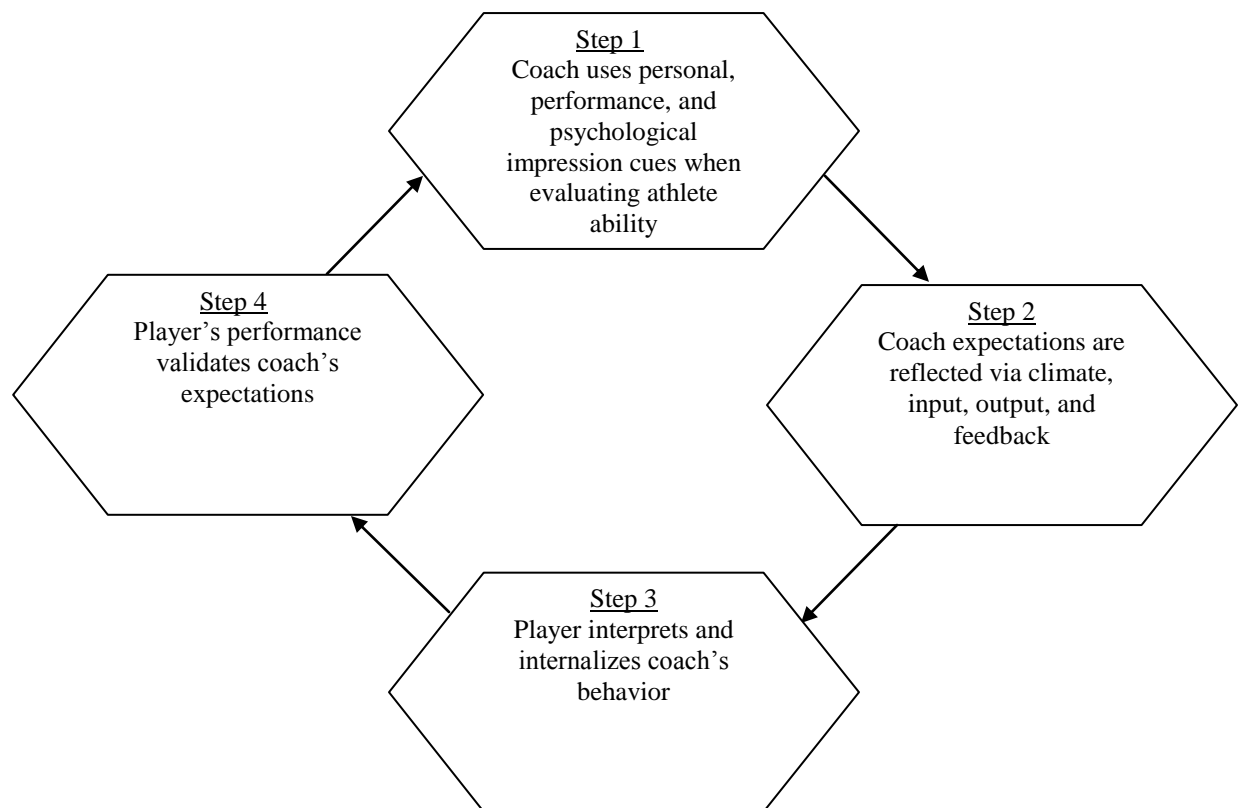 Step 1
Coach uses personal,
performance, and
psychological
impression cues when
evaluating athlete
ability
Step 2
Coach expectations are
reflected via climate,
input, output, and
feedback
Step 3
Player interprets and
internalizes coach’s
behavior
Step 4
Player’s performance
validates coach’s
expectations